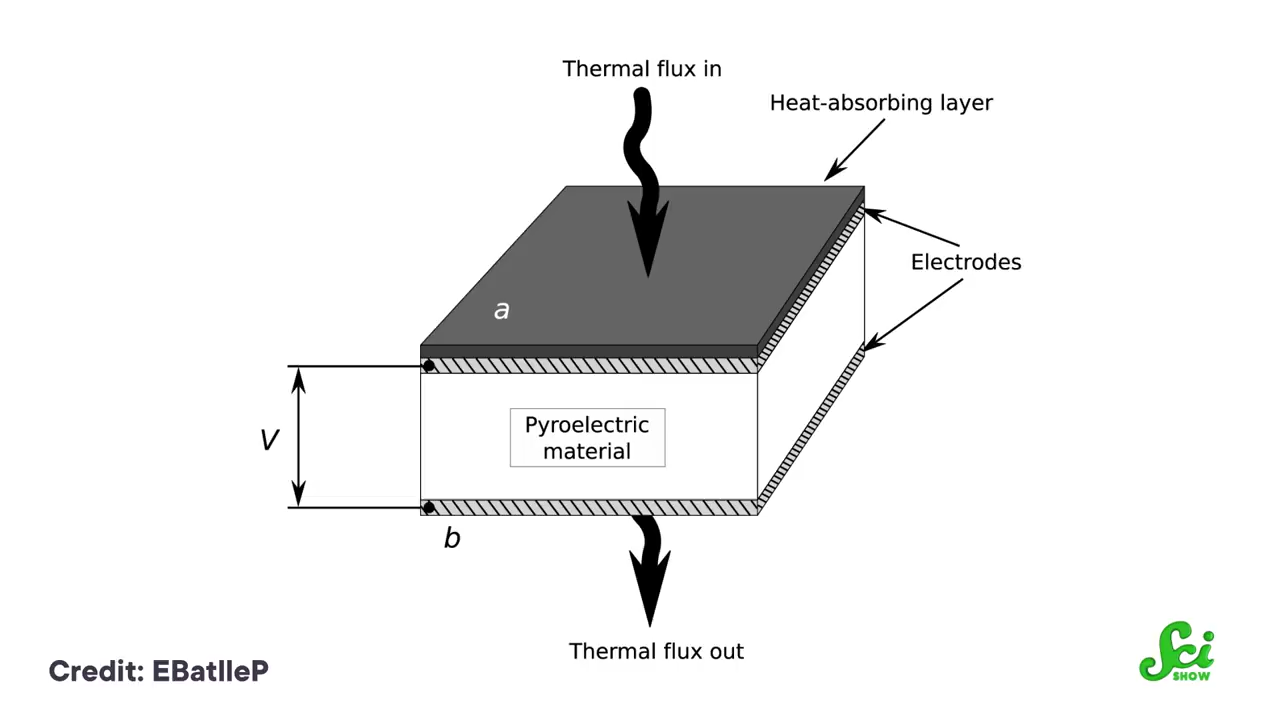 Thermal flux in
Heat-absorbing layer
Electrodes
a
Pyroelectric
material
V
b
Thermal flux out
Credit: EBatlleP
Sci
SHOW